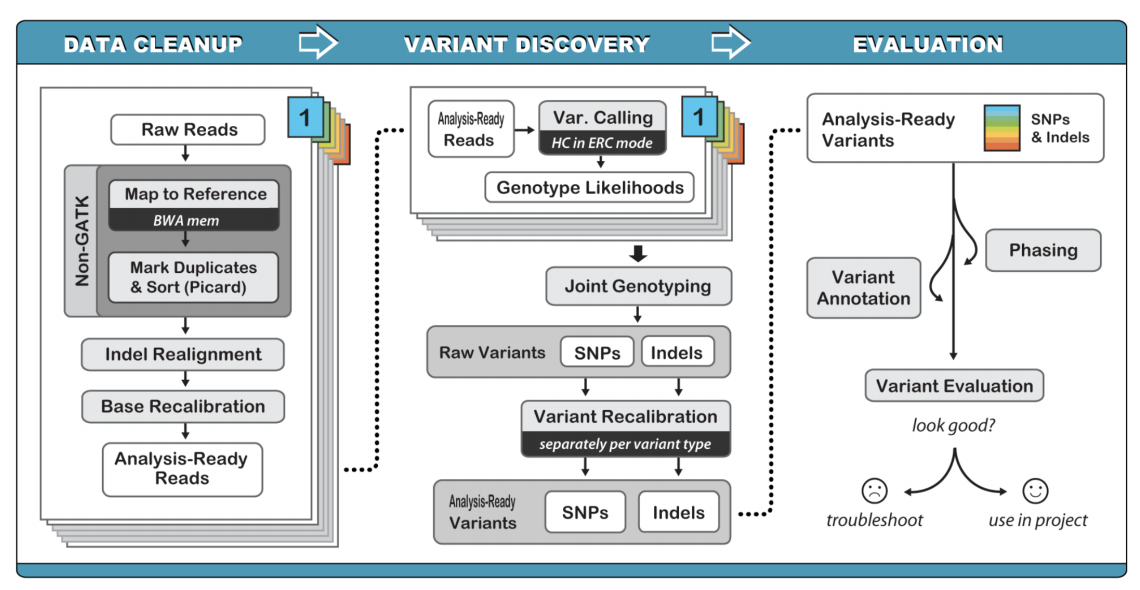 DATA CLEANUP
VARIANT DISCOVERY
EVALUATION
1
Raw Reads
Non-GATK
Map to Reference
BWA mem
Mark Duplicates
& Sort (Picard)
Indel Realignment
Base Recalibration
Analysis-Ready
Reads
1
Analysis-Ready
Reads
Var. Calling
HC in ERC mode
Genotype Likelihoods
Joint Genotyping
Raw Variants
SNPs
Indels
Variant Recalibration
separately per variant type
Analysis-Ready
Variants
SNPs
Indels
Analysis-Ready
Variants
SNPs
& Indels
Phasing
Variant
Annotation
Variant Evaluation
look good?
troubleshoot
use in project